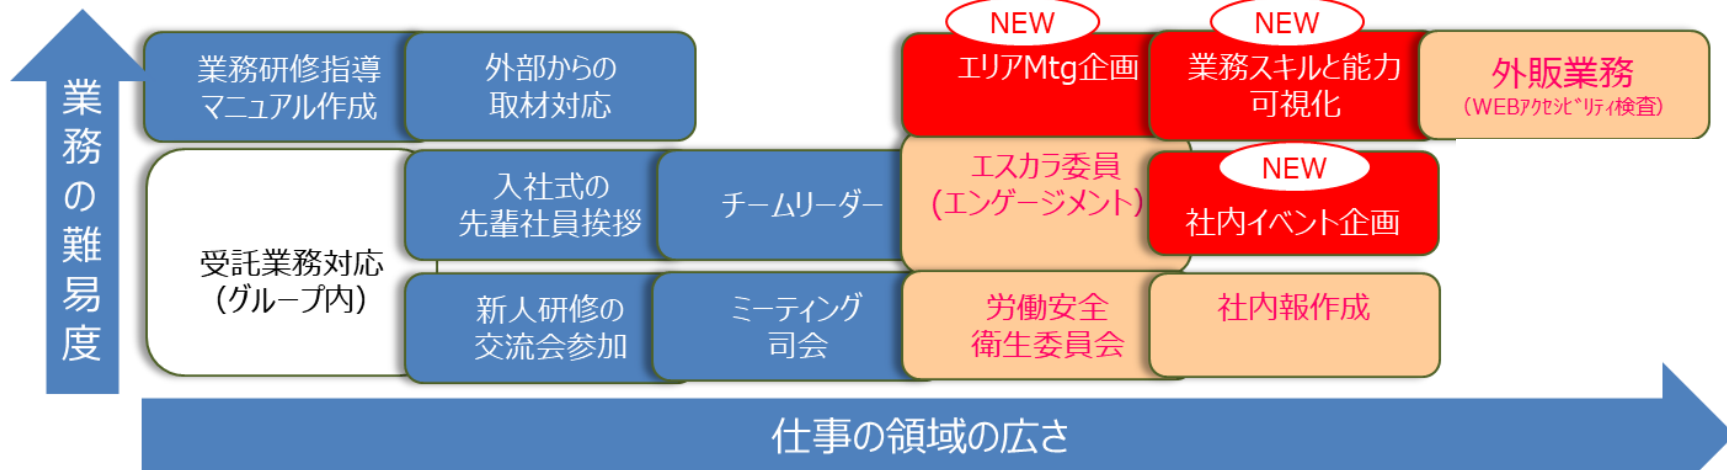 業務の難易度
NEW
NEW
業務研修指導
マニュアル作成
外部からの
取材対応
エリアMtg企画
業務スキルと能力
可視化
外販業務
(WEBｱｸｾｼﾋﾞﾘﾃｨ検査)
受託業務対応
(グループ内)
入社式の
先輩社員挨拶
チームリーダー
エスカラ委員
(エンゲージメント)
NEW
社内イベント企画
新人研修の
交流会参加
ミーティング
司会
労働安全
衛生委員会
社内報作成
仕事の領域の広さ